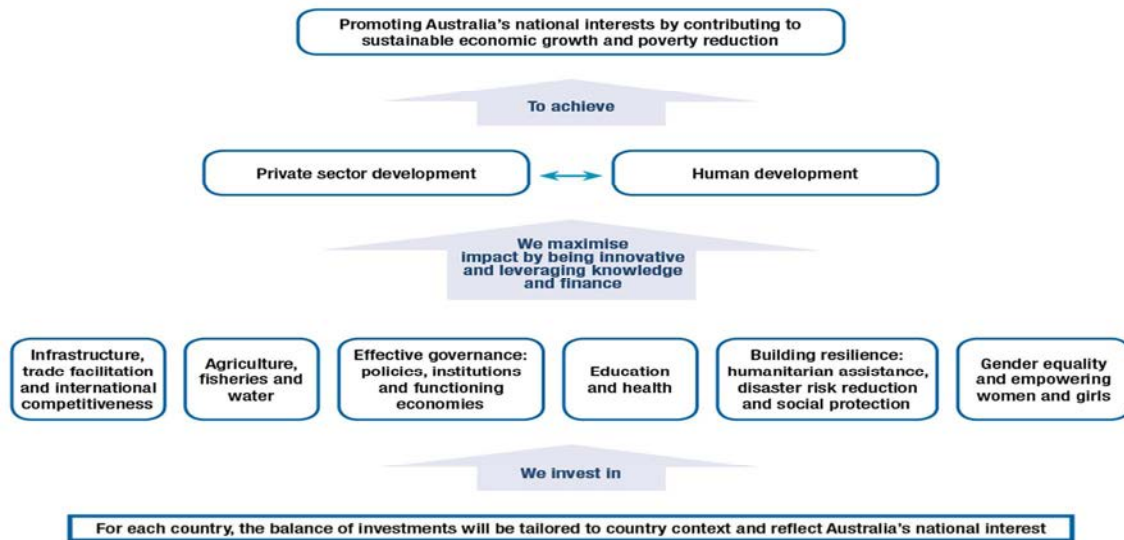 Promoting Australia's national interests by contributing to
sustainable economic growth and poverty reduction
To achieve
Private sector development
Human development
We maximise
impact by being innovative
and leveraging knowledge
and finance
Infrastructure,
trade facilitation
and international
competitiveness
Agriculture,
fisheries and
water
Effective governance:
policies, institutions
and functioning
economies
Education
and health
Building resilience:
humanitarian assistance,
disaster risk reduction
and social protection
Gender equality
and empowering
women and girls
We invest in
For each country, the balance of investments will be tailored to country context and reflect Australia's national interest